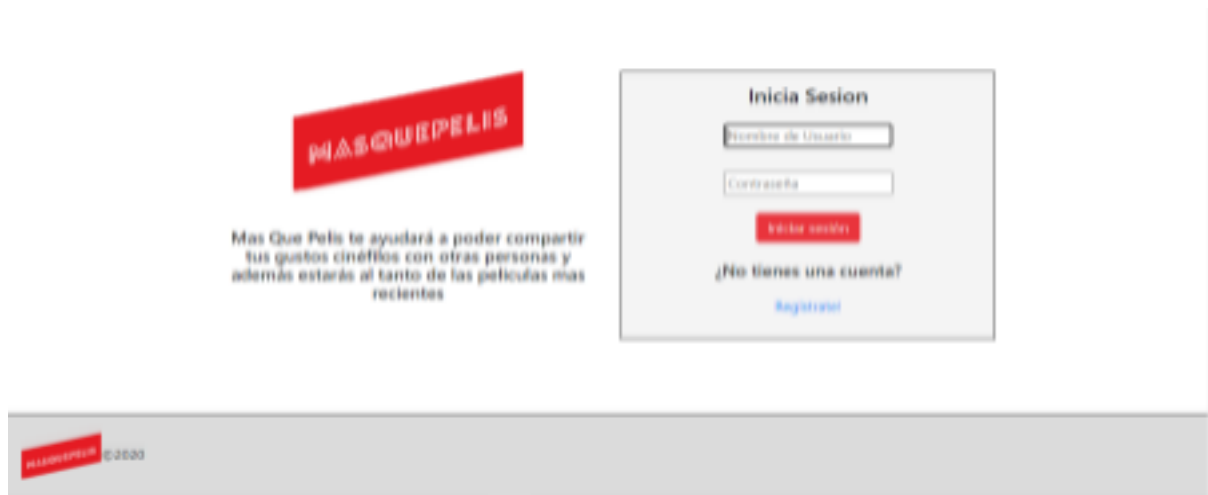 MASQUEPELIS
Mas Que Pelis te ayudará a poder compartir
tus gustos cinéfilos con otras personas y
además estarás al tanto de las peliculas mas
recientes
Inicia Sesion
Nombre de Usuario
Contraseña
Iniciar sesión
¿No tienes una cuenta?
Registrate!
MASQUEPELIS ©2020